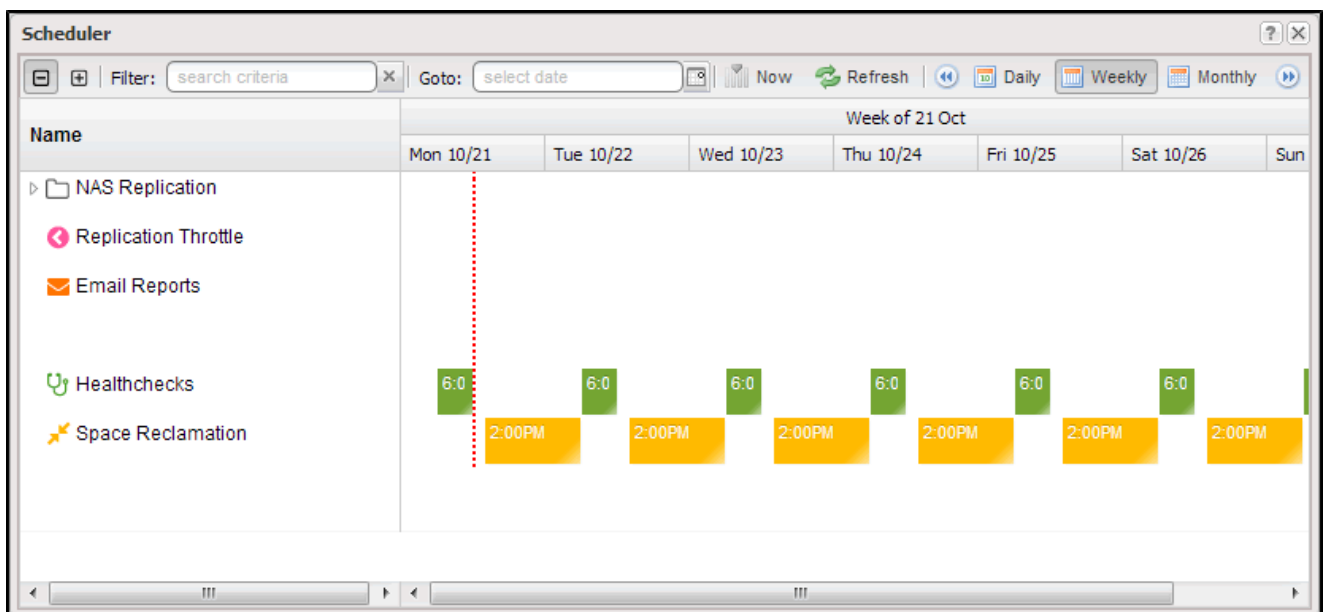 Scheduler
Filter: search criteria Goto: select date Now Refresh Daily Weekly Monthly
Name
Week of 21 Oct
Mon 10/21 Tue 10/22 Wed 10/23 Thu 10/24 Fri 10/25 Sat 10/26 Sun
NAS Replication
Replication Throttle
Email Reports
Healthchecks 6:0 6:0 6:0 6:0 6:0 6:0
Space Reclamation 2:00PM 2:00PM 2:00PM 2:00PM 2:00PM 2:00PM